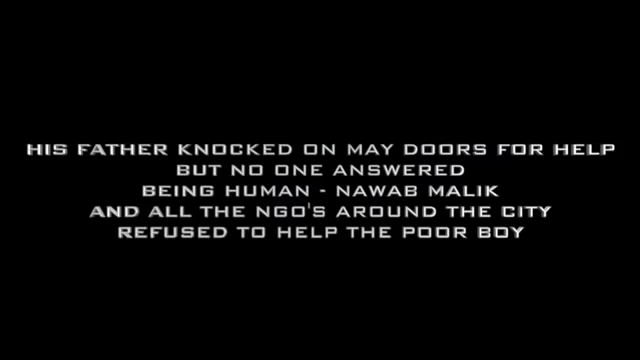 HIS FATHER KNOCKED ON MAY DOORS FOR HELP
BUT NO ONE ANSWERED
BEING HUMAN - NAWAB MALIK
AND ALL THE NGO'S AROUND THE CITY
REFUSED TO HELP THE POOR BOY